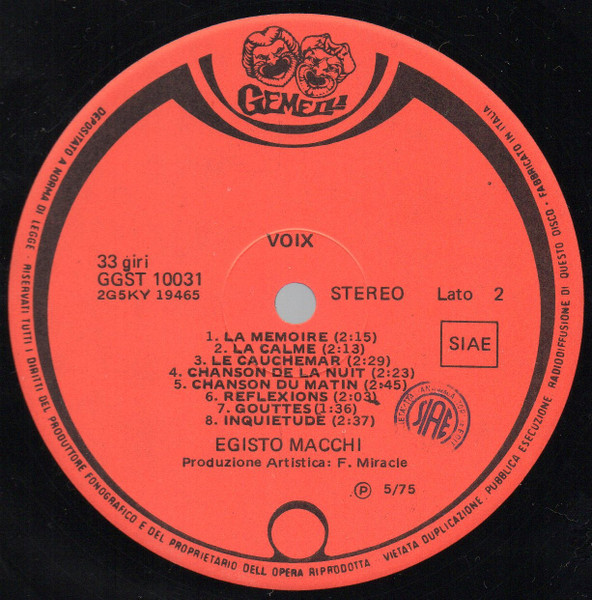 GEMELLI
VOIX
33 giri
GGST 10031
2G5KY 19465
STEREO
Lato 2
SIAE
1. LA MEMOIRE (2:15)
2. LA CALME (2:13)
3. LE CAUCHEMAR (2:29)
4. CHANSON DE LA NUIT (2:23)
5. CHANSON DU MATIN (2:45)
6. REFLEXIONS (2:03)
7. GOUTTES (1:36)
8. INQUIETUDE (2:37)
SIAE
EGISTO MACCHI
Produzione Artistica: F. Miracle
Ⓟ 5/75
DEPOSITATO A NORMA DI LEGGE - RISERVATI TUTTI I DIRITTI DEL PRODUTTORE FONOGRAFICO E DEL PROPRIETARIO DELL OPERA RIPRODOTTA
VIETATA DUPLICAZIONE PUBBLICA ESECUZIONE RADIODIFFUSIONE DI QUESTO DISCO - FABBRICATO IN ITALIA